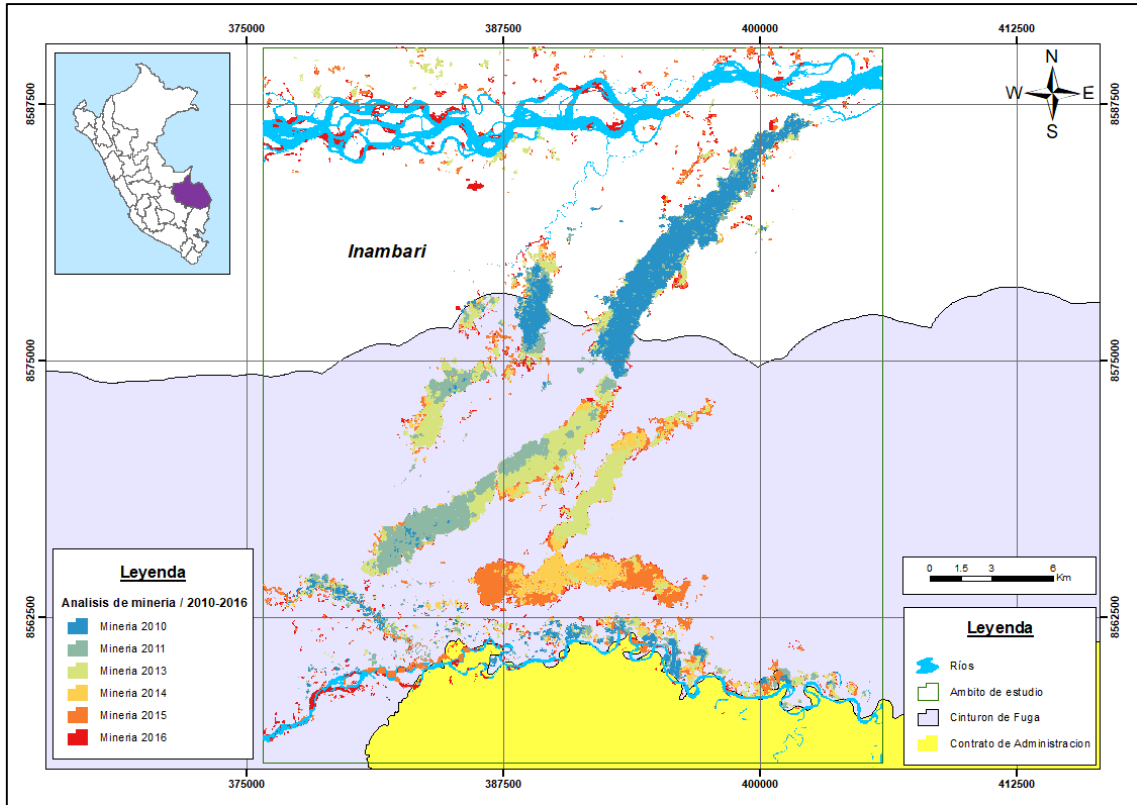 375000
387500
400000
412500
N
W E
S
8587500
8587500
Inambari
8575000
8575000
Leyenda
Analisis de mineria / 2010-2016
Mineria 2010
Mineria 2011
Mineria 2013
Mineria 2014
Mineria 2015
Mineria 2016
0 1.5 3 6
Km
8562500
8562500
Leyenda
Ríos
Ambito de estudio
Cinturon de Fuga
Contrato de Administracion
375000
387500
400000
412500